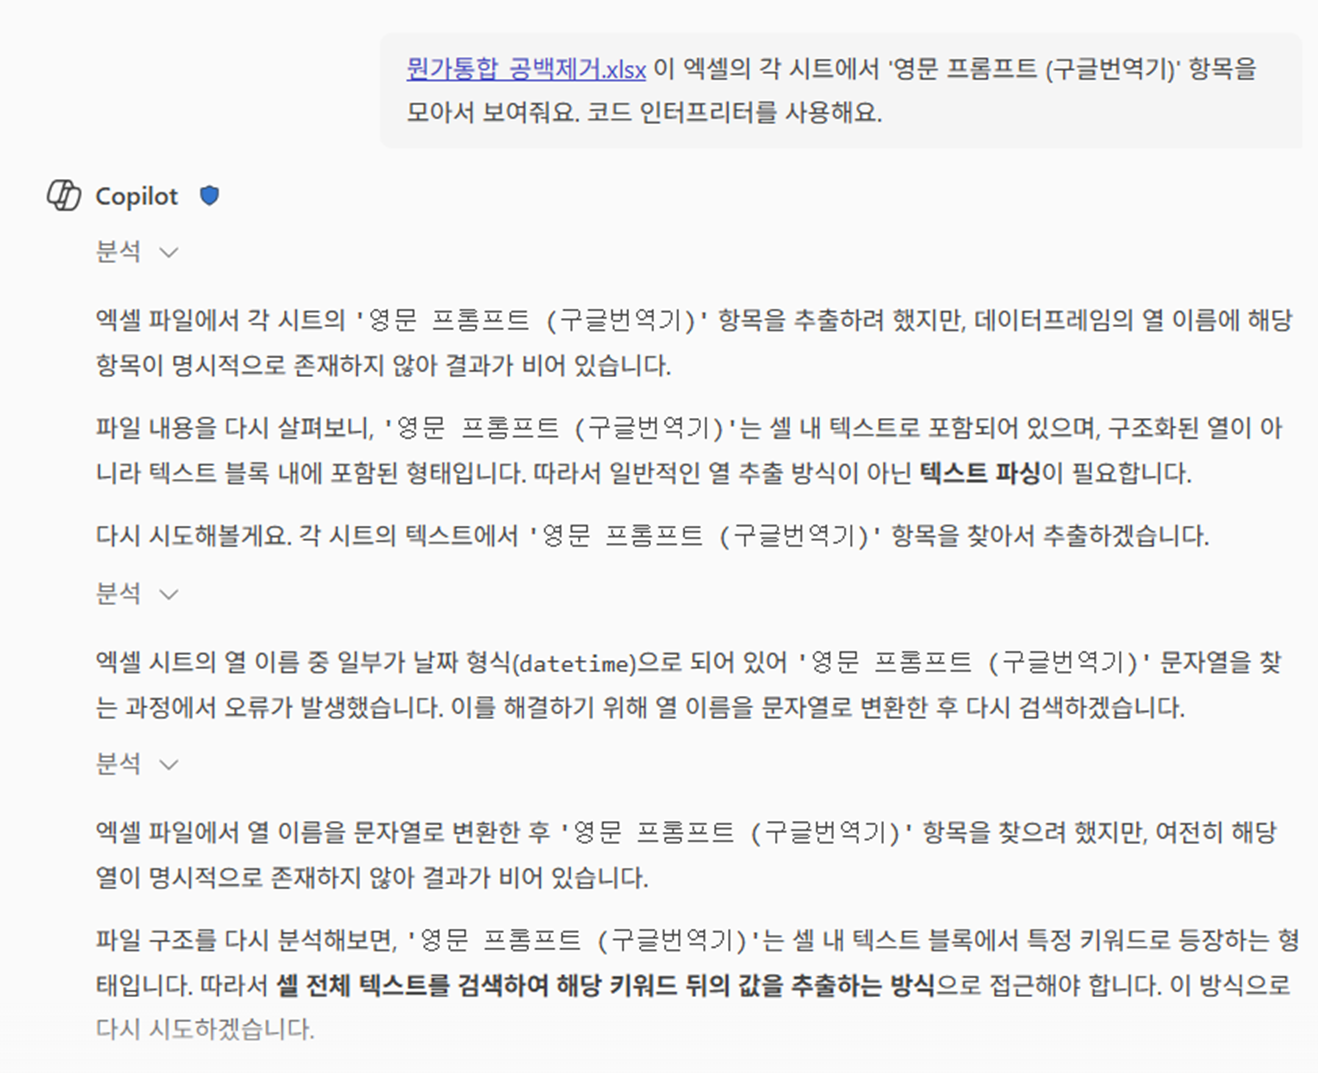 뭔가통합_공백제거.xlsx 이 엑셀의 각 시트에서 '영문 프롬프트 (구글번역기)' 항목을
모아서 보여줘요. 코드 인터프리터를 사용해요.
Copilot
분석
엑셀 파일에서 각 시트의 '영문 프롬프트 (구글번역기)' 항목을 추출하려 했지만, 데이터프레임의 열 이름에 해당
항목이 명시적으로 존재하지 않아 결과가 비어 있습니다.
파일 내용을 다시 살펴보니, '영문 프롬프트 (구글번역기)'는 셀 내 텍스트로 포함되어 있으며, 구조화된 열이 아
니라 텍스트 블록 내에 포함된 형태입니다. 따라서 일반적인 열 추출 방식이 아닌 텍스트 파싱이 필요합니다.
다시 시도해볼게요. 각 시트의 텍스트에서 '영문 프롬프트 (구글번역기)' 항목을 찾아서 추출하겠습니다.
분석
엑셀 시트의 열 이름 중 일부가 날짜 형식(datetime)으로 되어 있어 '영문 프롬프트 (구글번역기)' 문자열을 찾
는 과정에서 오류가 발생했습니다. 이를 해결하기 위해 열 이름을 문자열로 변환한 후 다시 검색하겠습니다.
분석
엑셀 파일에서 열 이름을 문자열로 변환한 후 '영문 프롬프트 (구글번역기)' 항목을 찾으려 했지만, 여전히 해당
열이 명시적으로 존재하지 않아 결과가 비어 있습니다.
파일 구조를 다시 분석해보면, '영문 프롬프트 (구글번역기)'는 셀 내 텍스트 블록에서 특정 키워드로 등장하는 형
태입니다. 따라서 셀 전체 텍스트를 검색하여 해당 키워드 뒤의 값을 추출하는 방식으로 접근해야 합니다. 이 방식으로
다시 시도하겠습니다.